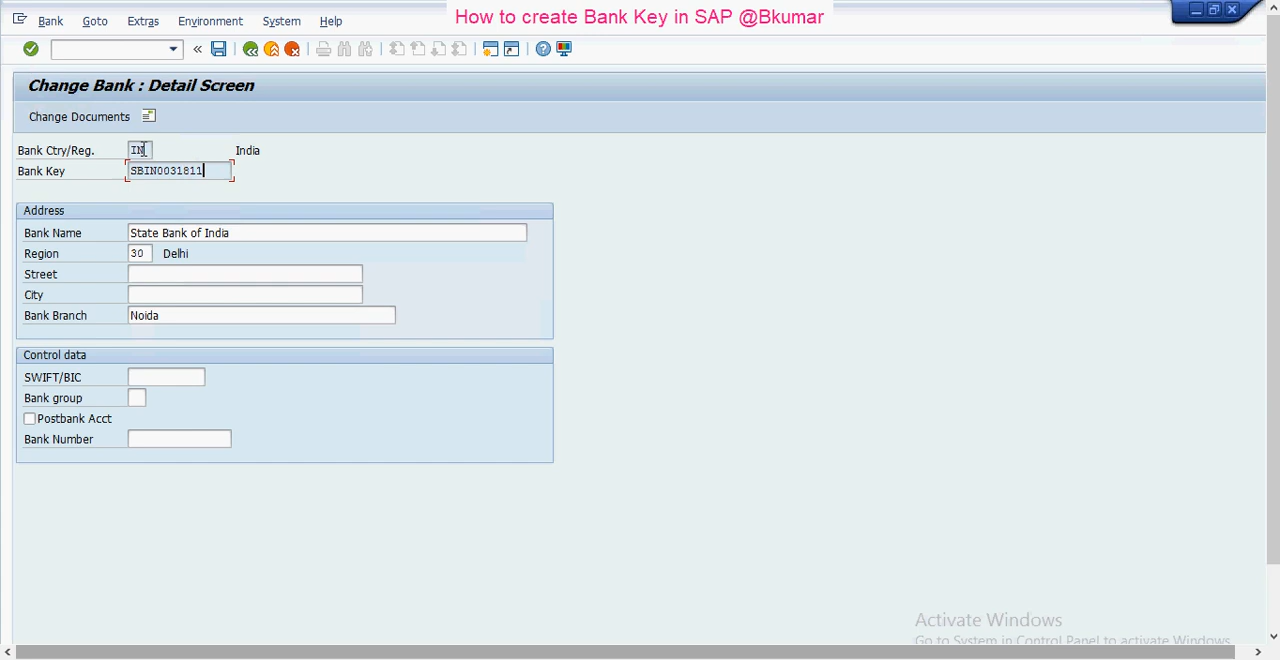 How to create Bank Key in SAP @Bkumar
Bank Goto Extras Environment System Help
Change Bank : Detail Screen
Change Documents
Bank Ctry/Reg. IN India
Bank Key SBIN0031811
Address
Bank Name State Bank of India
Region 30 Delhi
Street
City
Bank Branch Noida
Control data
SWIFT/BIC
Bank group
Postbank Acct
Bank Number
Activate Windows
Go to System in Control Panel to activate Windows.